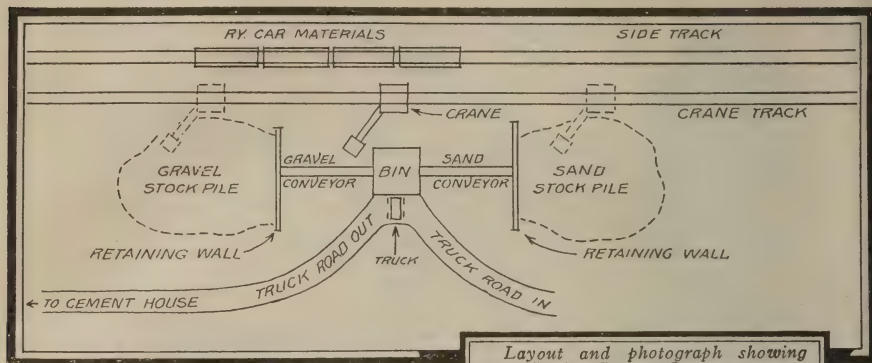 RY. CAR MATERIALS
SIDE TRACK
CRANE
CRANE TRACK
GRAVEL
STOCK PILE
GRAVEL
CONVEYOR
BIN
SAND
CONVEYOR
SAND
STOCK PILE
RETAINING WALL
TRUCK ROAD OUT
TRUCK
TRUCK ROAD IN
RETAINING WALL
← TO CEMENT HOUSE
Layout and photograph showing